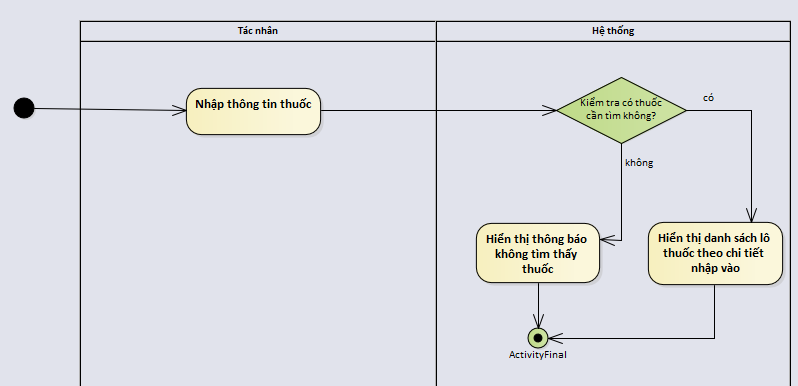 Tác nhân
Hệ thống
Nhập thông tin thuốc
Kiểm tra có thuốc
cần tìm không?
có
không
Hiển thị thông báo
không tìm thấy
thuốc
Hiển thị danh sách lô
thuốc theo chi tiết
nhập vào
ActivityFinal